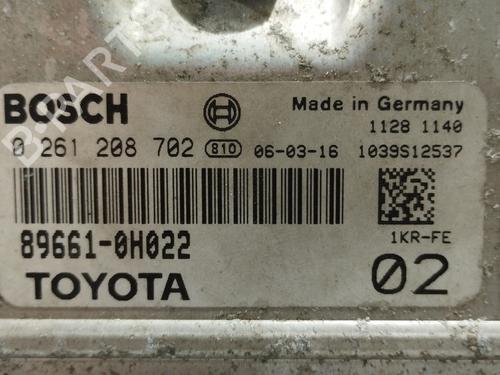 BOSCH
Made in Germany
1128 1140
0 261 208 702 810 06-03-16 1039S12537
89661-0H022
1KR-FE
TOYOTA
02
B-PARTS